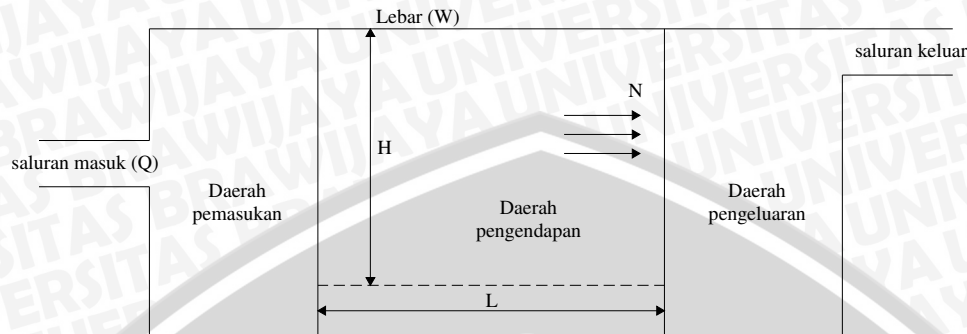 Lebar (W)
saluran keluar
N
H
saluran masuk (Q)
Daerah
pemasukan
Daerah
pengendapan
Daerah
pengeluaran
L